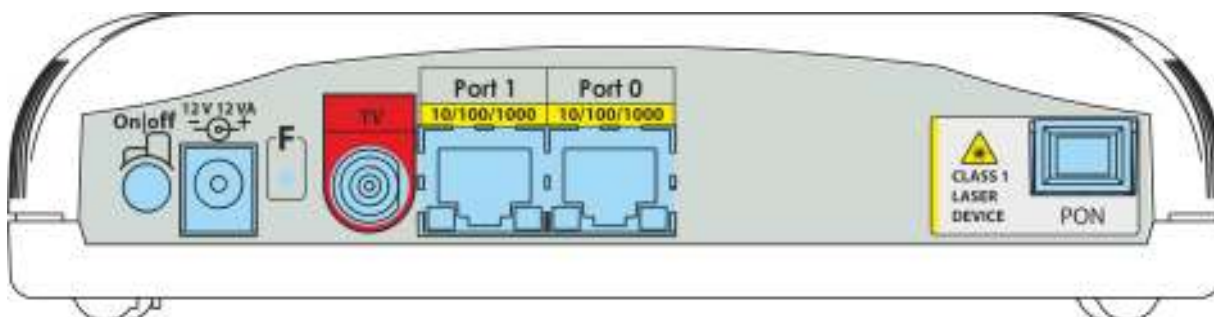 On|off
12 V 12 VA
− +
F
TV
Port 1
10/100/1000
Port 0
10/100/1000
CLASS 1
LASER
DEVICE
PON